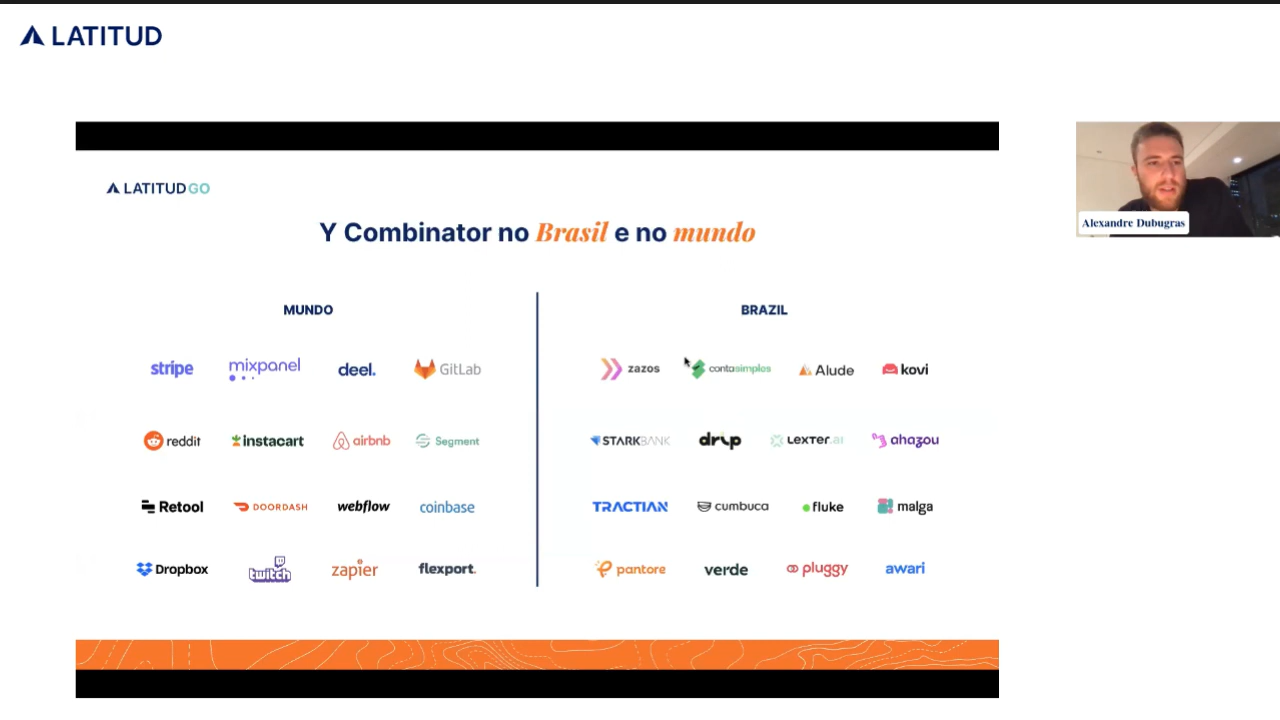 LATITUD
LATITUD GO
Y Combinator no Brasil e no mundo
MUNDO
stripe mixpanel deel. GitLab
reddit instacart airbnb Segment
Retool DOORDASH webflow coinbase
Dropbox twitch zapier flexport.
BRAZIL
zazos contasimples Alude kovi
STARKBANK drip LEXTER.ai ahazou
TRACTIAN cumbuca fluke malga
pantore verde pluggy awari
Alexandre Dubugras